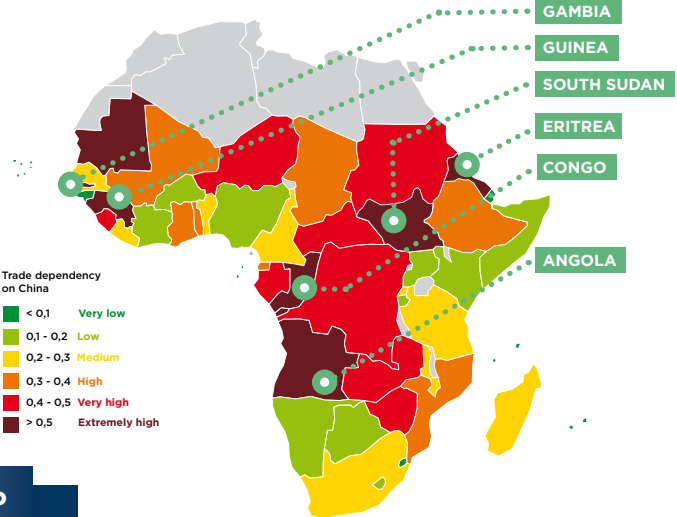 GAMBIA
GUINEA
SOUTH SUDAN
ERITREA
CONGO
ANGOLA
Trade dependency
on China
< 0,1 Very low
0,1 - 0,2 Low
0,2 - 0,3 Medium
0,3 - 0,4 High
0,4 - 0,5 Very high
> 0,5 Extremely high